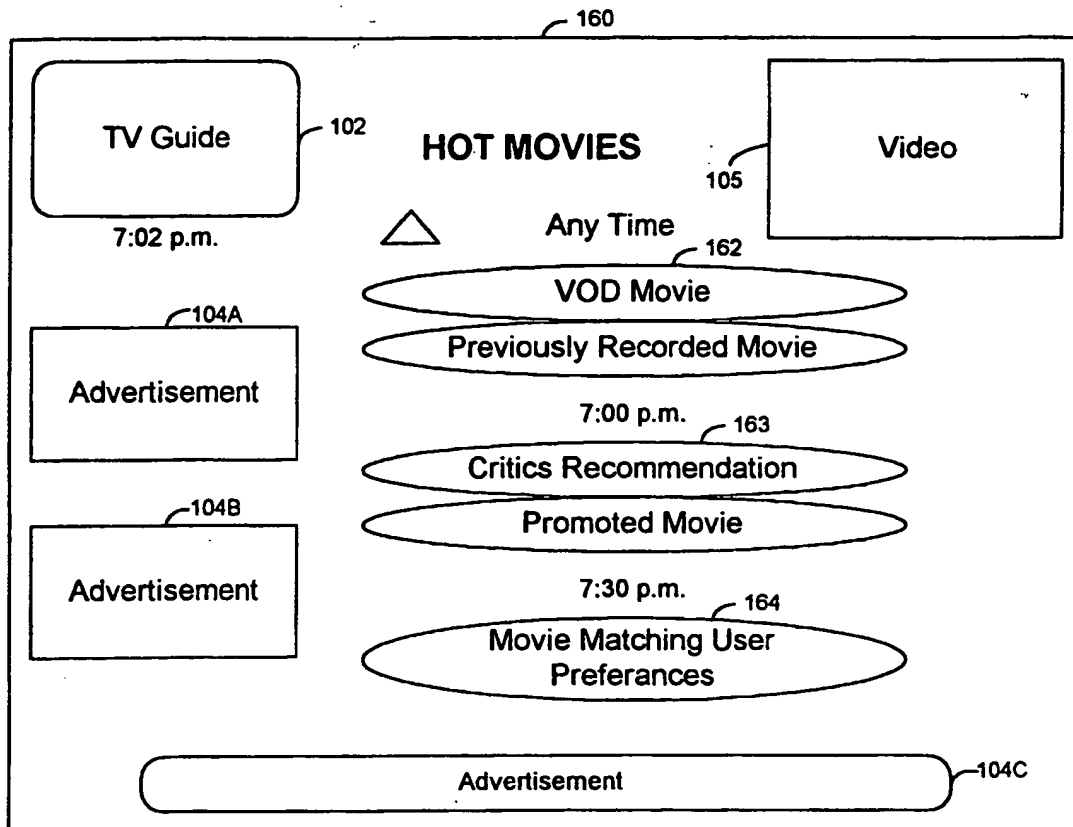 160
TV Guide
102
HOT MOVIES
105
Video
7:02 p.m.
Any Time
162
VOD Movie
104A
Previously Recorded Movie
Advertisement
7:00 p.m.
163
Critics Recommendation
104B
Promoted Movie
Advertisement
7:30 p.m.
164
Movie Matching User
Preferances
Advertisement
104C